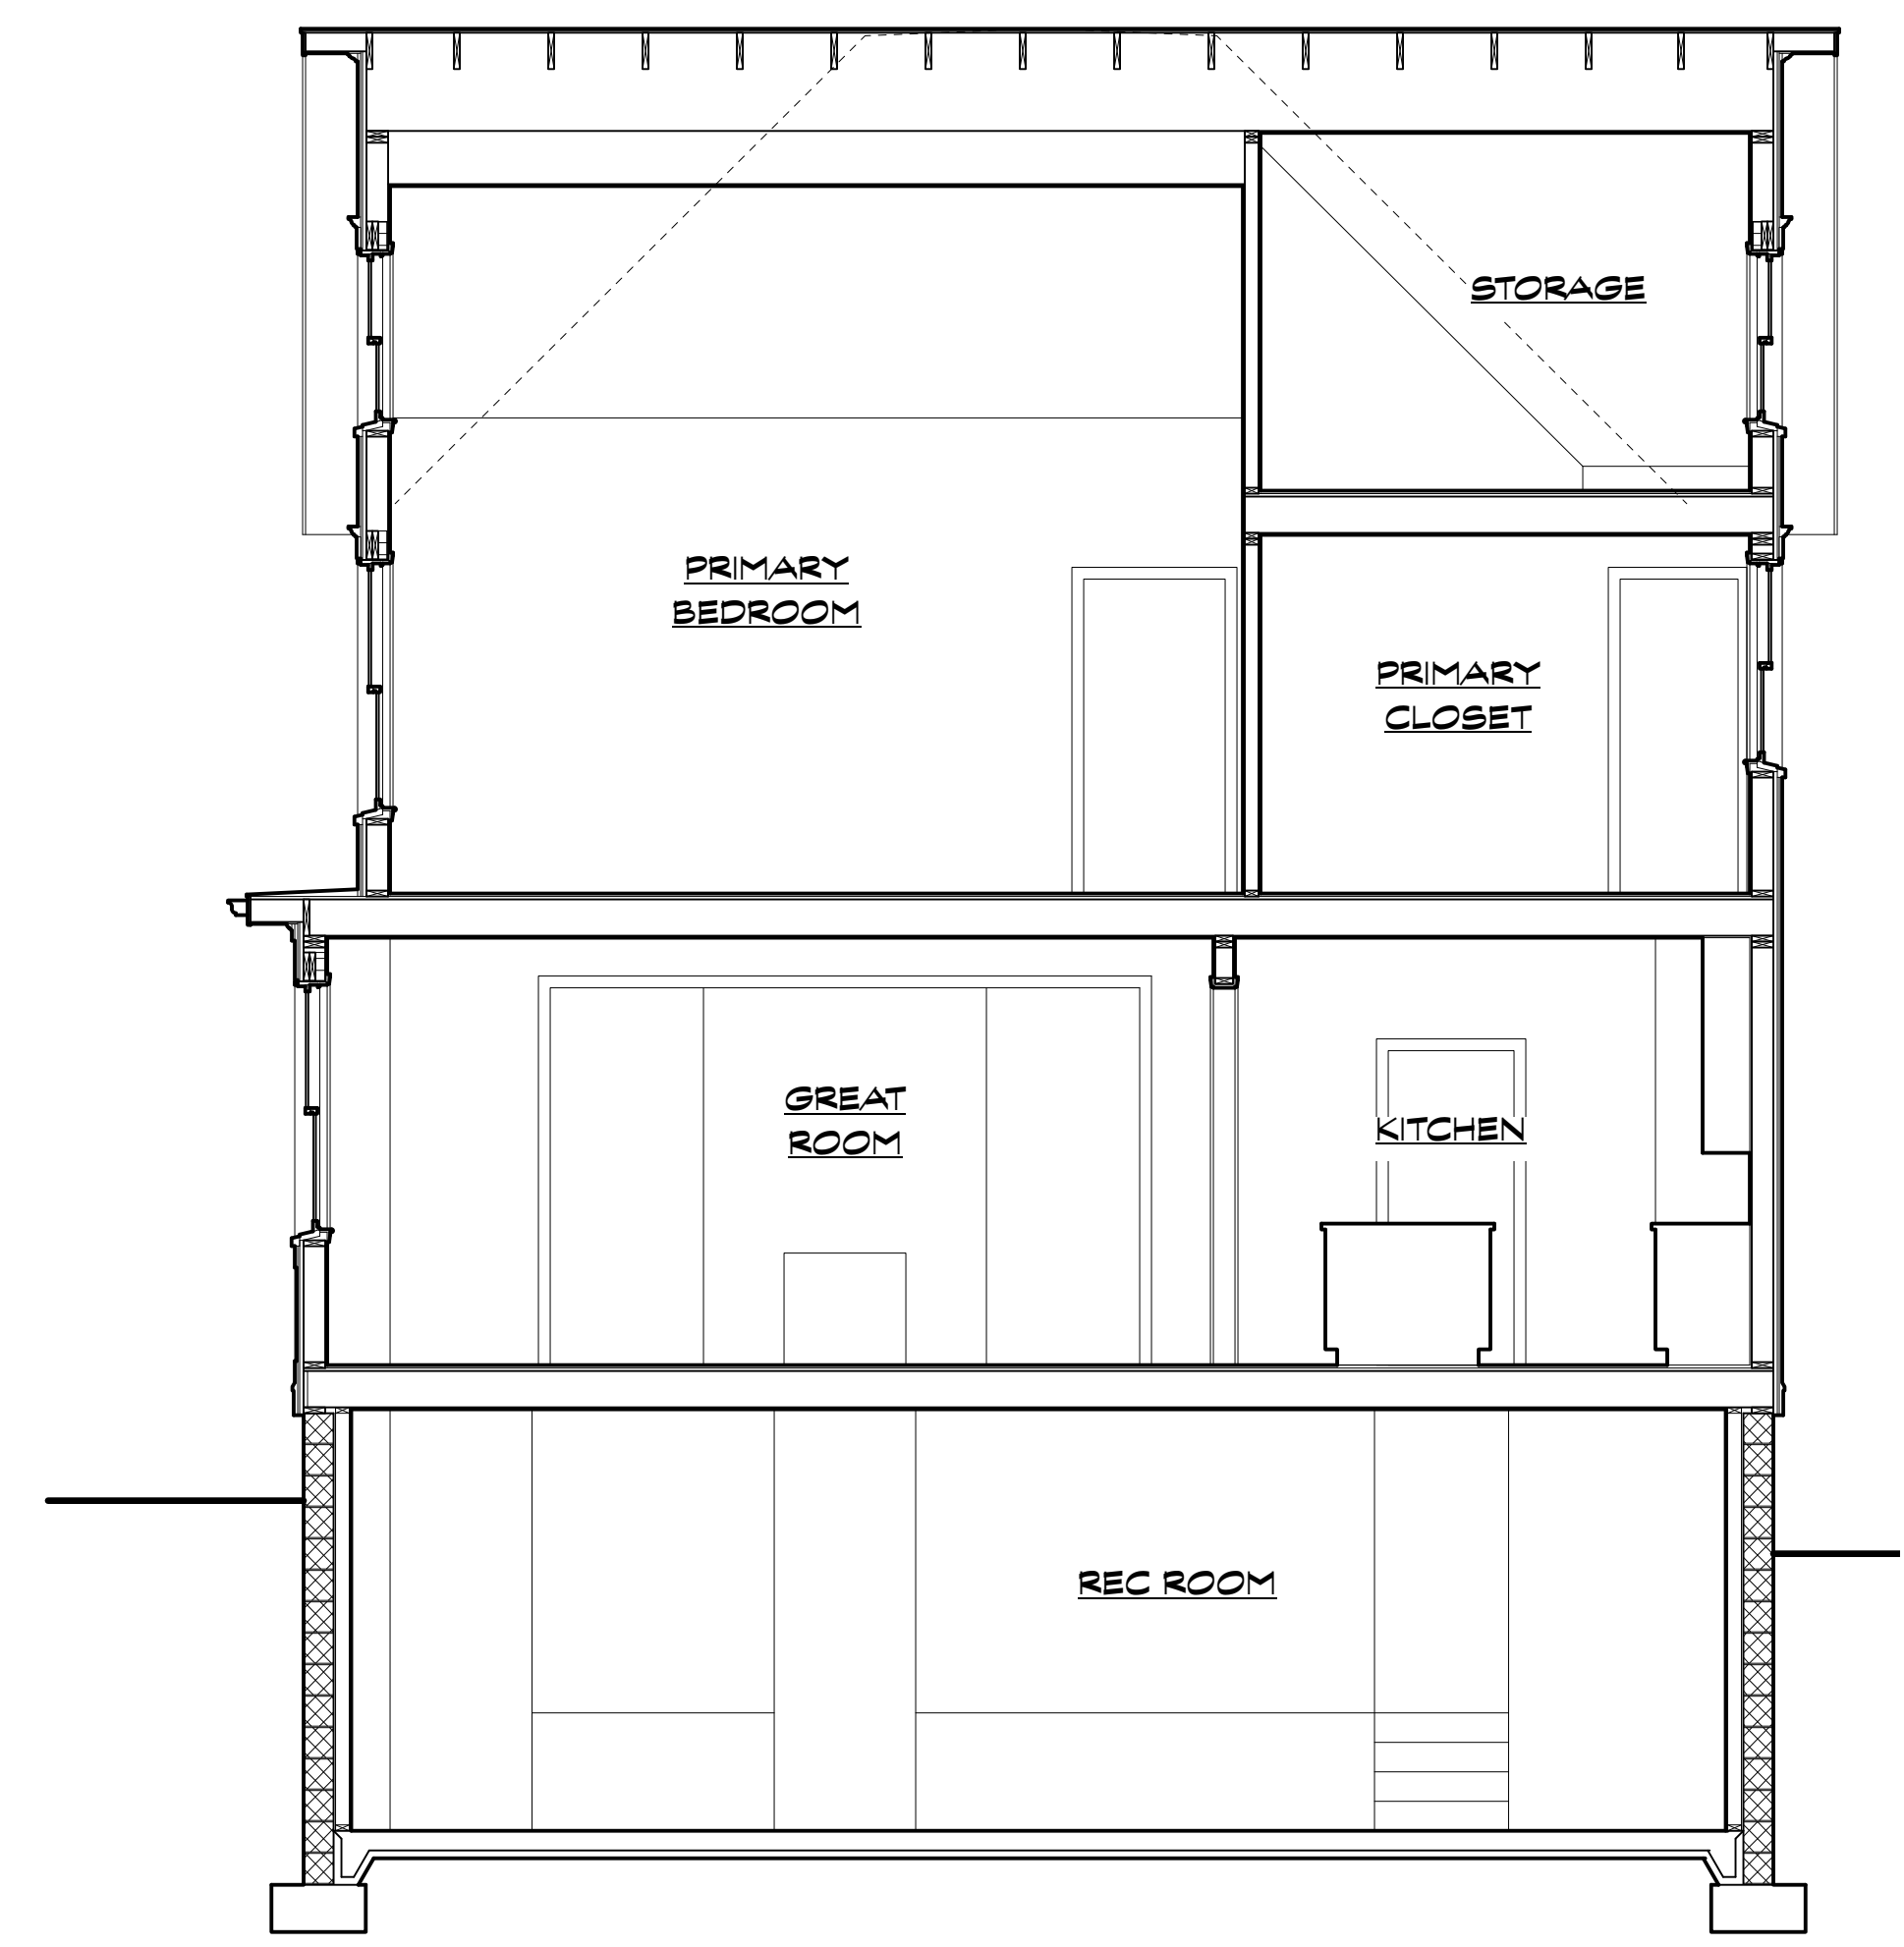 STORAGE
PRIMARY
BEDROOM
PRIMARY
CLOSET
GREAT
ROOM
KITCHEN
REC ROOM